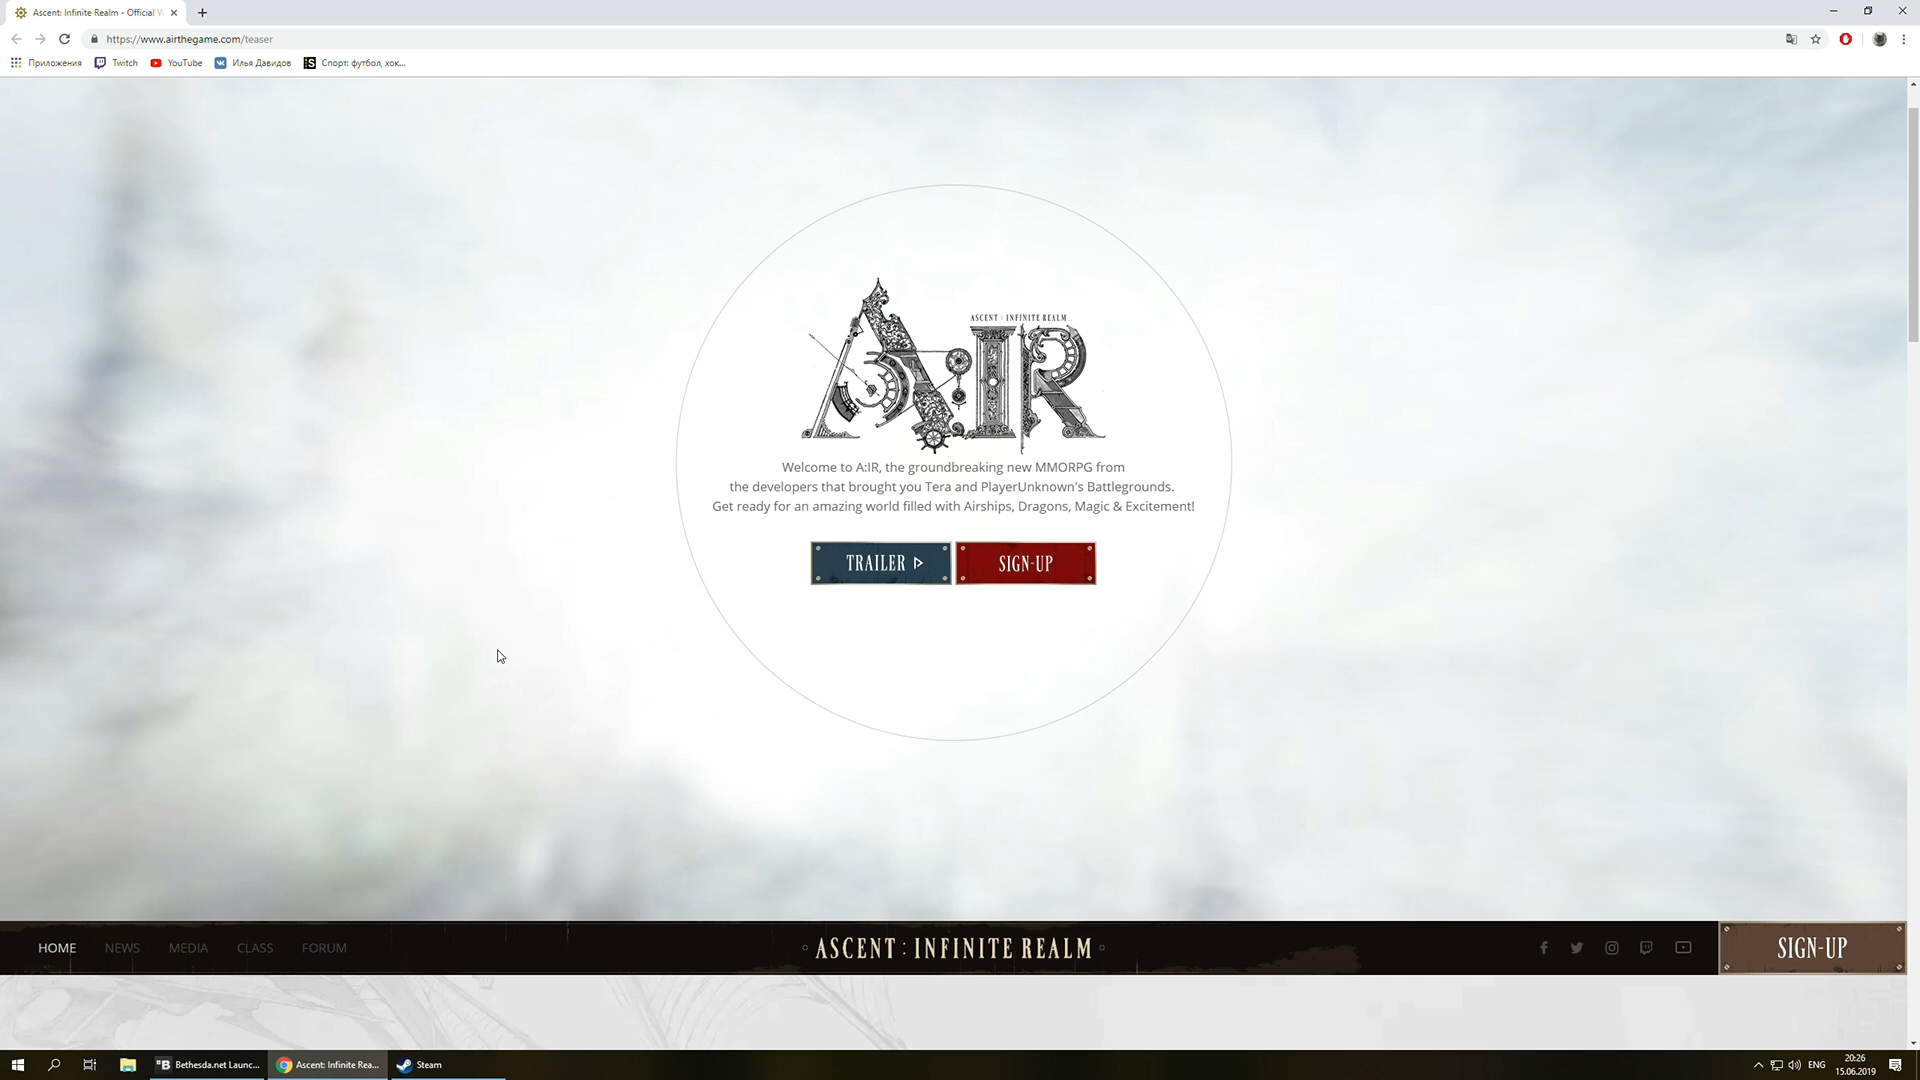 Ascent: Infinite Realm - Official
https://www.airthegame.com/teaser
Приложения
Twitch
YouTube
Илья Давидов
Спорт: футбол, хок...
ASCENT : INFINITE REALM
A:IR
Welcome to A:IR, the groundbreaking new MMORPG from
the developers that brought you Tera and PlayerUnknown's Battlegrounds.
Get ready for an amazing world filled with Airships, Dragons, Magic & Excitement!
TRAILER
SIGN-UP
HOME
NEWS
MEDIA
CLASS
FORUM
ASCENT : INFINITE REALM
SIGN-UP
Bethesda.net Launc...
Ascent: Infinite Rea...
Steam
ENG
20:26
15.06.2019